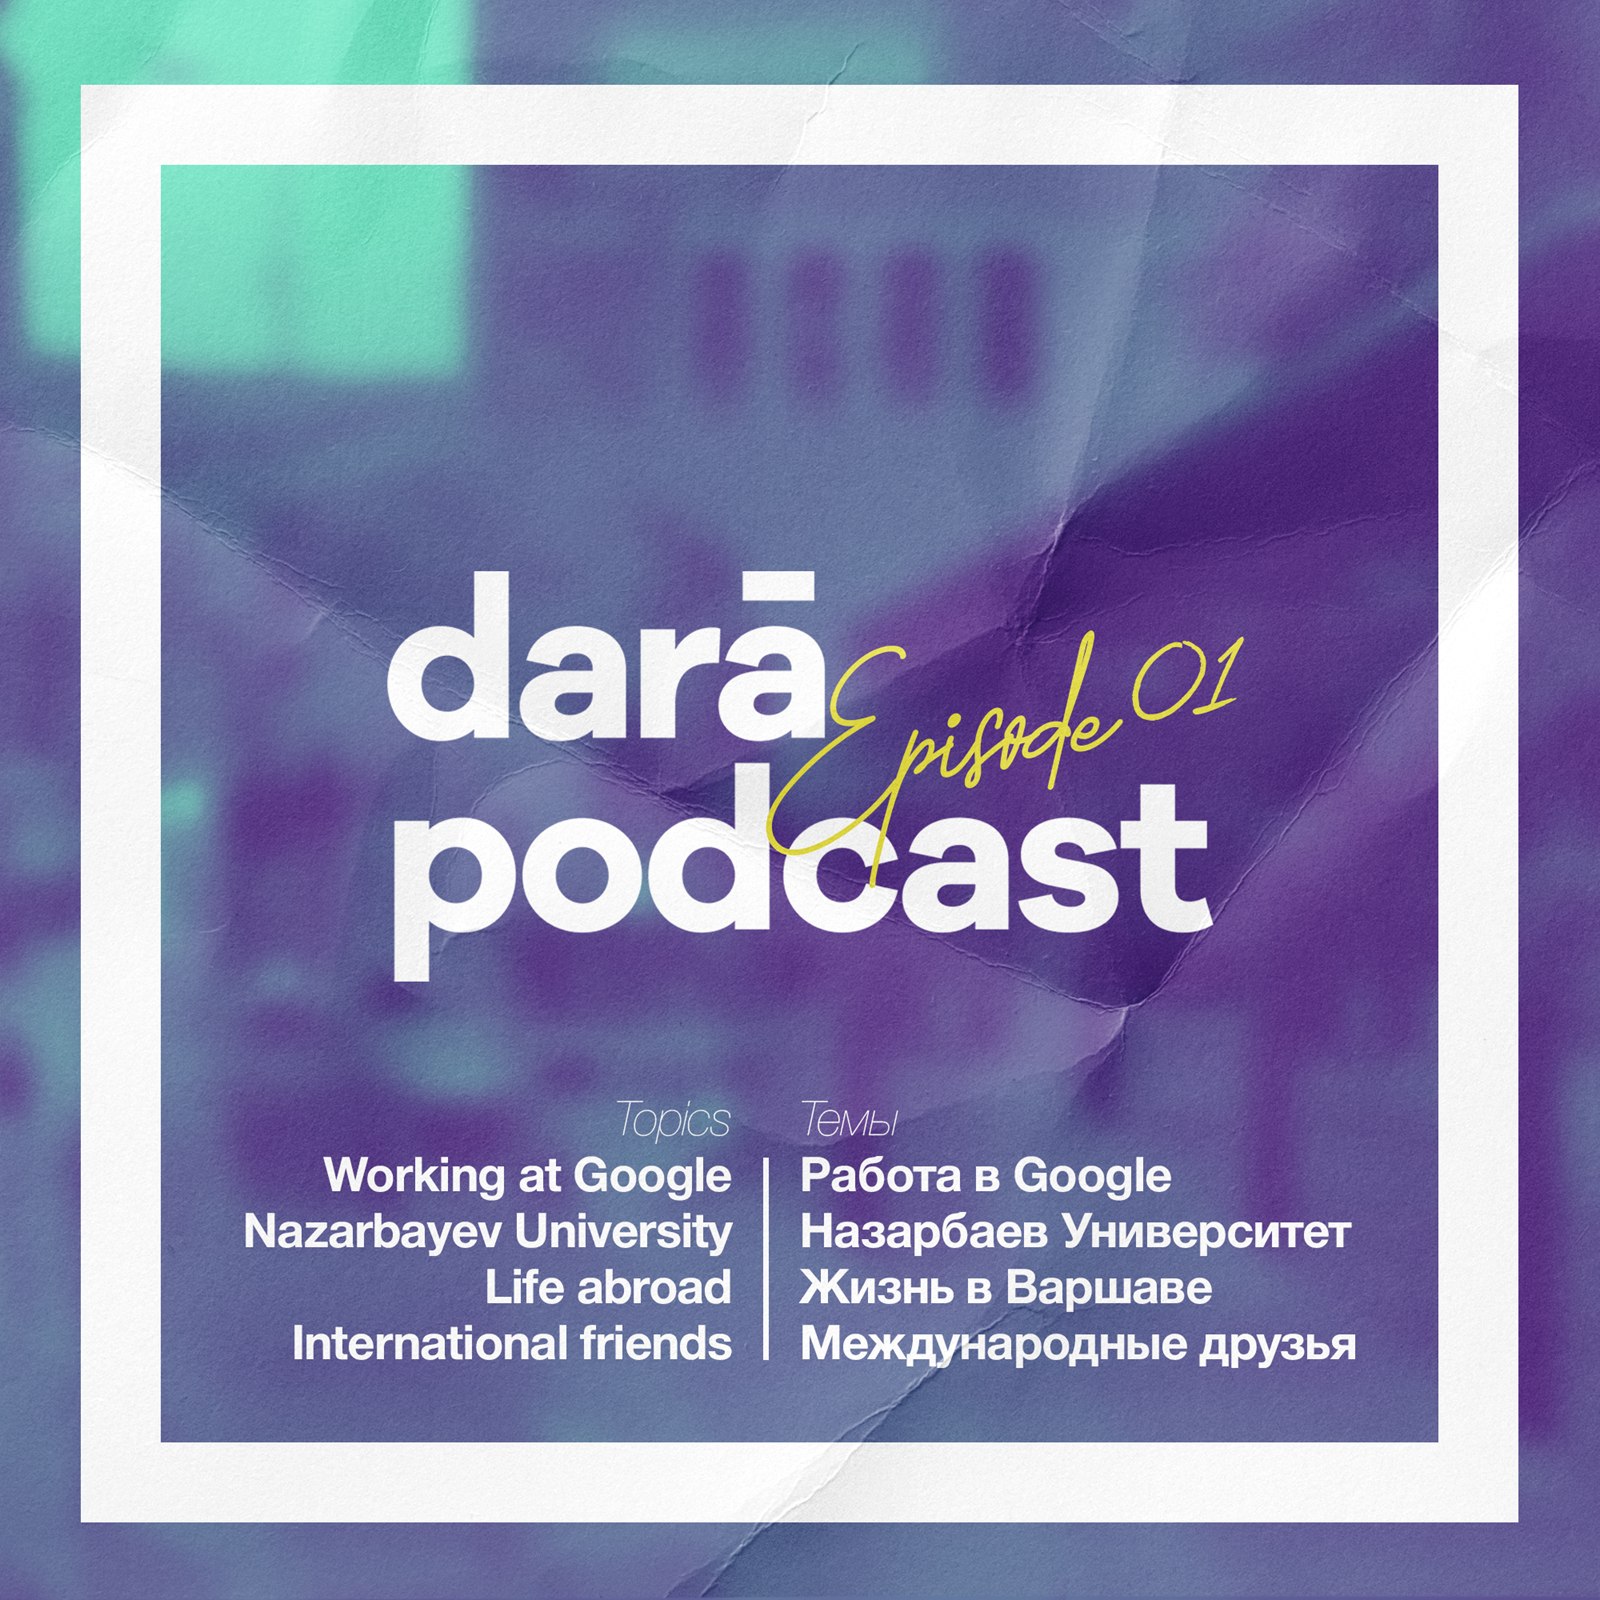 darā
Episode 01
podcast
Topics
Working at Google
Nazarbayev University
Life abroad
International friends
Темы
Работа в Google
Назарбаев Университет
Жизнь в Варшаве
Международные друзья